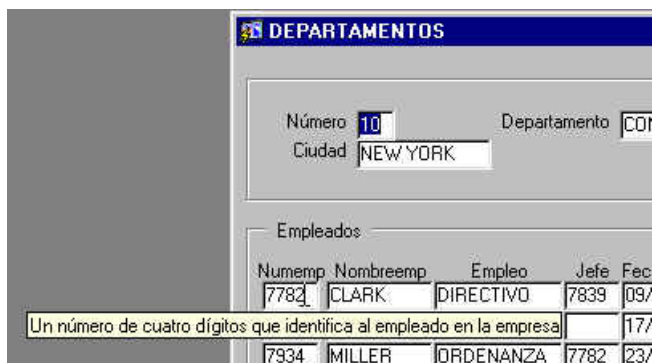 DEPARTAMENTOS
Número 10 Departamento CON
Ciudad NEW YORK
Empleados
Numemp Nombreemp Empleo Jefe Fec
7782 CLARK DIRECTIVO 7839 09/
Un número de cuatro dígitos que identifica al empleado en la empresa 17/
7934 MILLER ORDENANZA 7782 23/